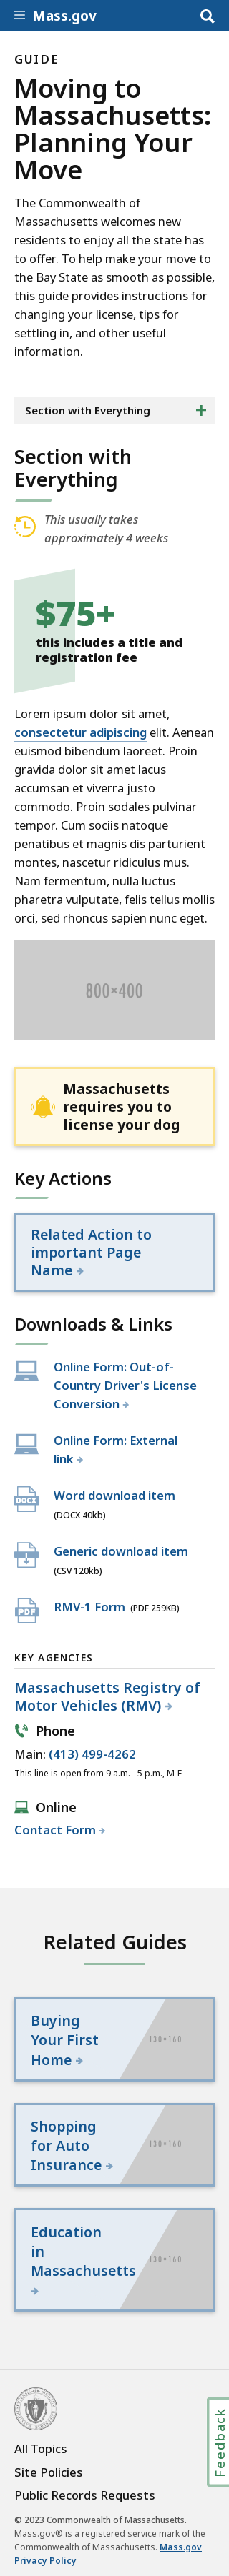 Mass.gov
GUIDE
Moving to
Massachusetts:
Planning Your
Move
The Commonwealth of
Massachusetts welcomes new
residents to enjoy all the state has
to offer. To help make your move to
the Bay State as smooth as possible,
this guide provides instructions for
changing your license, tips for
settling in, and other useful
information.
Section with Everything
Section with
Everything
This usually takes
approximately 4 weeks
$75+
this includes a title and
registration fee
Lorem ipsum dolor sit amet,
consectetur adipiscing elit. Aenean
euismod bibendum laoreet. Proin
gravida dolor sit amet lacus
accumsan et viverra justo
commodo. Proin sodales pulvinar
tempor. Cum sociis natoque
penatibus et magnis dis parturient
montes, nascetur ridiculus mus.
Nam fermentum, nulla luctus
pharetra vulputate, felis tellus mollis
orci, sed rhoncus sapien nunc eget.
800×400
Massachusetts
requires you to
license your dog
Key Actions
Related Action to
important Page
Name
Downloads & Links
Online Form: Out-of-
Country Driver's License
Conversion
Online Form: External
link
DOCX
Word download item
(DOCX 40kb)
Generic download item
(CSV 120kb)
PDF
RMV-1 Form (PDF 259KB)
KEY AGENCIES
Massachusetts Registry of
Motor Vehicles (RMV)
Phone
Main: (413) 499-4262
This line is open from 9 a.m. - 5 p.m., M-F
Online
Contact Form
Related Guides
Buying
Your First
Home
130×160
Shopping
for Auto
Insurance
130×160
Education
in
Massachusetts
130×160
Feedback
All Topics
Site Policies
Public Records Requests
© 2023 Commonwealth of Massachusetts.
Mass.gov® is a registered service mark of the
Commonwealth of Massachusetts. Mass.gov
Privacy Policy